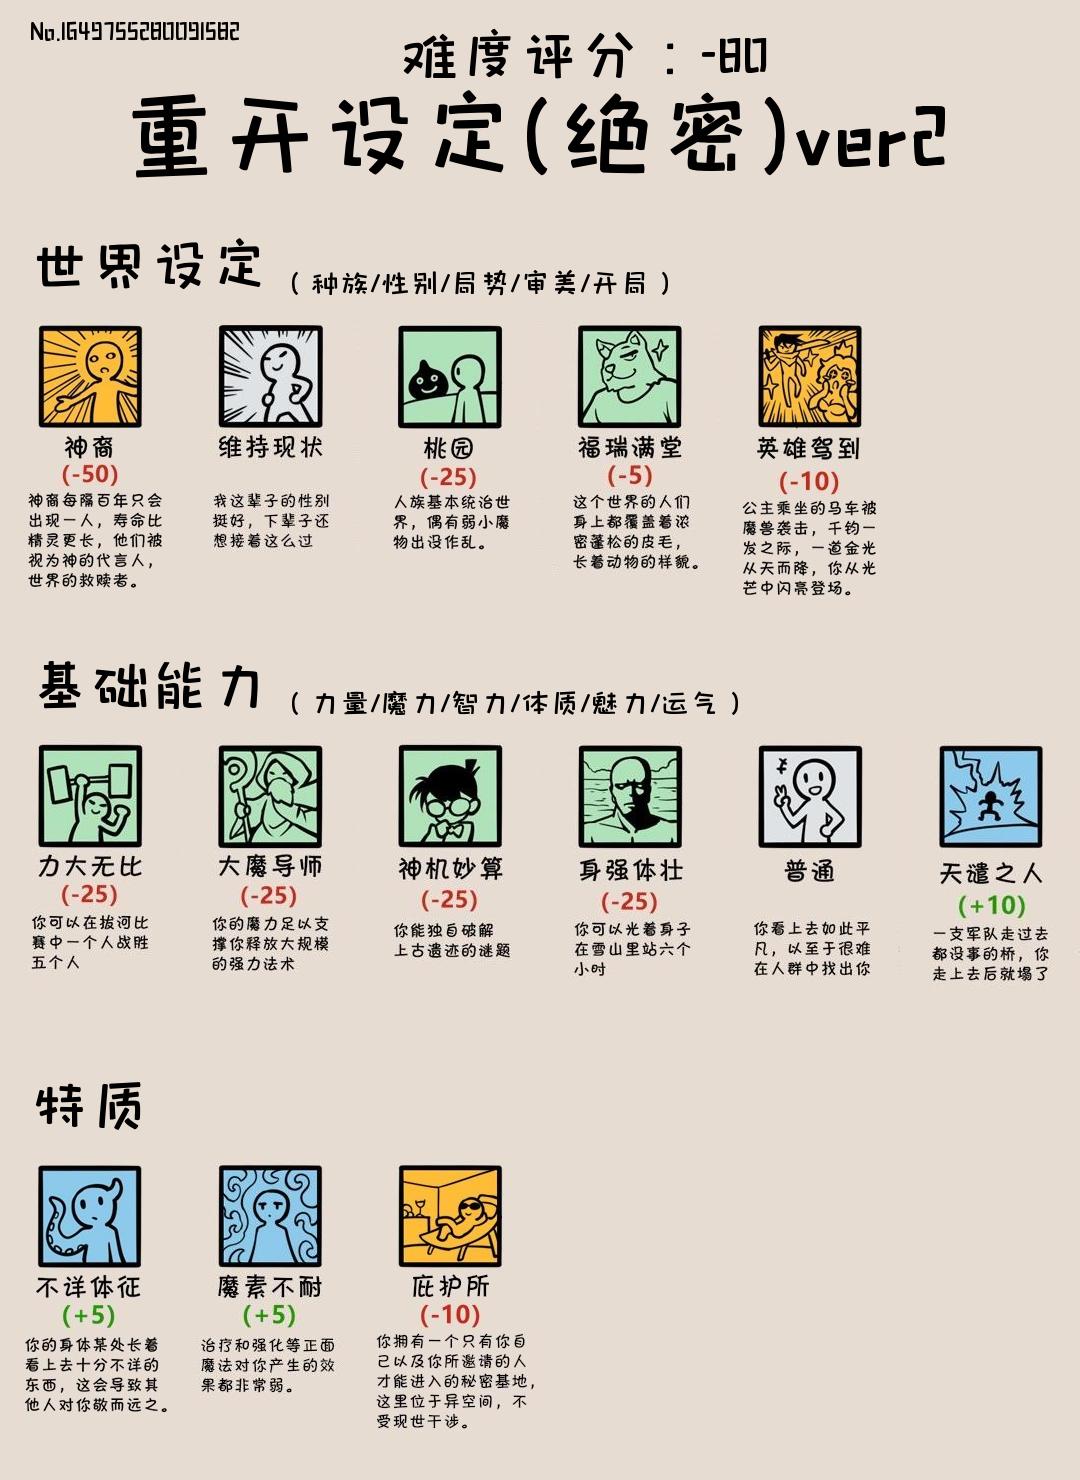 No.1649755280091582
难度评分：-80
重开设定(绝密)ver2
世界设定（种族/性别/局势/审美/开局）
神裔
(-50)
神裔每隔百年只会
出现一人，寿命比
精灵更长，他们被
视为神的代言人，
世界的救赎者。
维持现状
我这辈子的性别
挺好，下辈子还
想接着这么过
桃园
(-25)
人族基本统治世
界，偶有弱小魔
物出没作乱。
福瑞满堂
(-5)
这个世界的人们
身上都覆盖着浓
密蓬松的皮毛，
长着动物的样貌。
英雄驾到
(-10)
公主乘坐的马车被
魔兽袭击，千钧一
发之际，一道金光
从天而降，你从光
芒中闪亮登场。
基础能力（力量/魔力/智力/体质/魅力/运气）
力大无比
(-25)
你可以在拔河比
赛中一个人战胜
五个人
大魔导师
(-25)
你的魔力足以支
撑你释放大规模
的强力法术
神机妙算
(-25)
你能独自破解
上古遗迹的谜题
身强体壮
(-25)
你可以光着身子
在雪山里站六个
小时
普通
你看上去如此平
凡，以至于很难
在人群中找出你
天谴之人
(+10)
一支军队走过去
都没事的桥，你
走上去后就塌了
特质
不详体征
(+5)
你的身体某处长着
看上去十分不详的
东西，这会导致其
他人对你敬而远之。
魔素不耐
(+5)
治疗和强化等正面
魔法对你产生的效
果都非常弱。
庇护所
(-10)
你拥有一个只有你自
己以及你所邀请的人
才能进入的秘密基地，
这里位于异空间，不
受现世干涉。